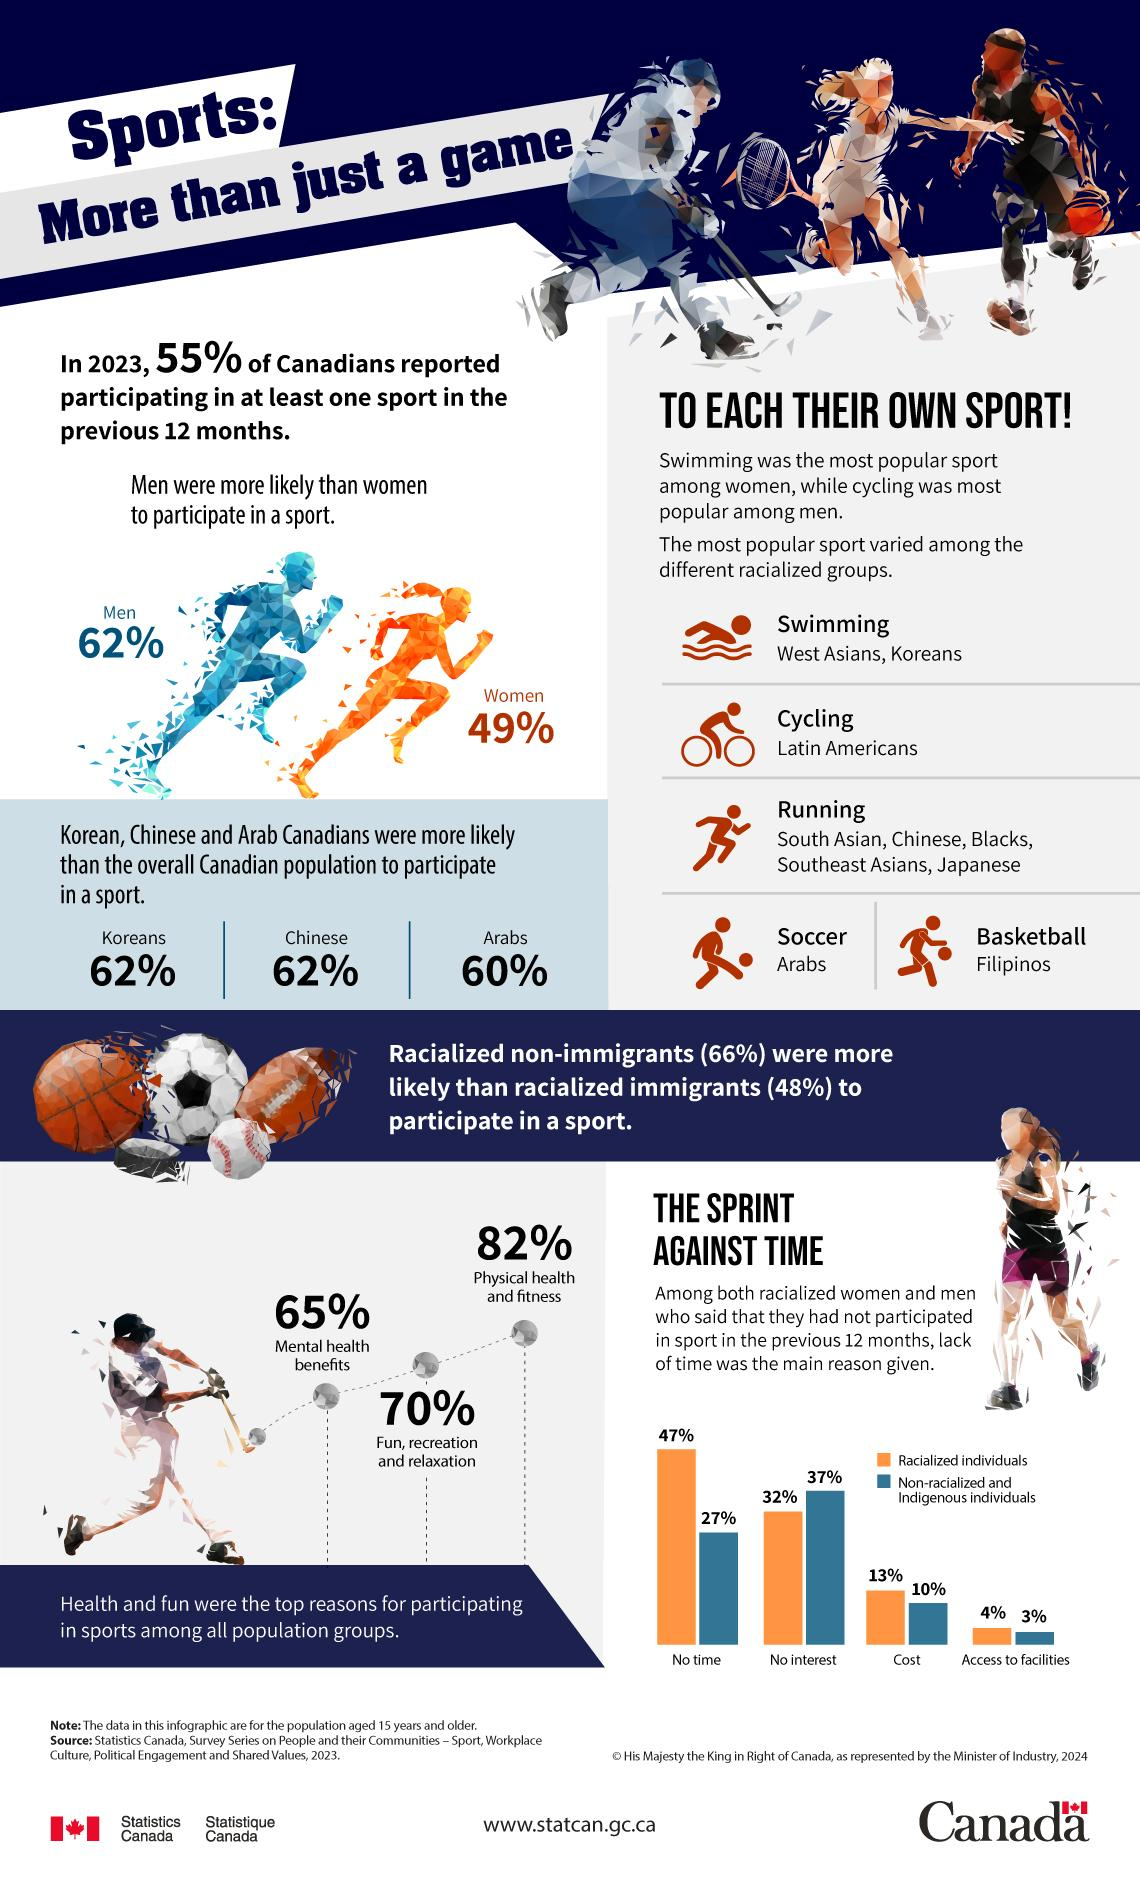 Sports:
More than just a game
In 2023, 55% of Canadians reported
participating in at least one sport in the
previous 12 months.
Men were more likely than women
to participate in a sport.
Men
62%
Women
49%
Korean, Chinese and Arab Canadians were more likely
than the overall Canadian population to participate
in a sport.
Koreans
62%
Chinese
62%
Arabs
60%
TO EACH THEIR OWN SPORT!
Swimming was the most popular sport
among women, while cycling was most
popular among men.
The most popular sport varied among the
different racialized groups.
Swimming
West Asians, Koreans
Cycling
Latin Americans
Running
South Asian, Chinese, Blacks,
Southeast Asians, Japanese
Soccer
Arabs
Basketball
Filipinos
Racialized non-immigrants (66%) were more
likely than racialized immigrants (48%) to
participate in a sport.
82%
Physical health
and fitness
65%
Mental health
benefits
70%
Fun, recreation
and relaxation
Health and fun were the top reasons for participating
in sports among all population groups.
THE SPRINT
AGAINST TIME
Among both racialized women and men
who said that they had not participated
in sport in the previous 12 months, lack
of time was the main reason given.
47%
27%
32%
37%
13%
10%
4%
3%
Racialized individuals
Non-racialized and
Indigenous individuals
No time
No interest
Cost
Access to facilities
Note: The data in this infographic are for the population aged 15 years and older.
Source: Statistics Canada, Survey Series on People and their Communities – Sport, Workplace
Culture, Political Engagement and Shared Values, 2023.
© His Majesty the King in Right of Canada, as represented by the Minister of Industry, 2024
Statistics
Canada
Statistique
Canada
www.statcan.gc.ca
Canada